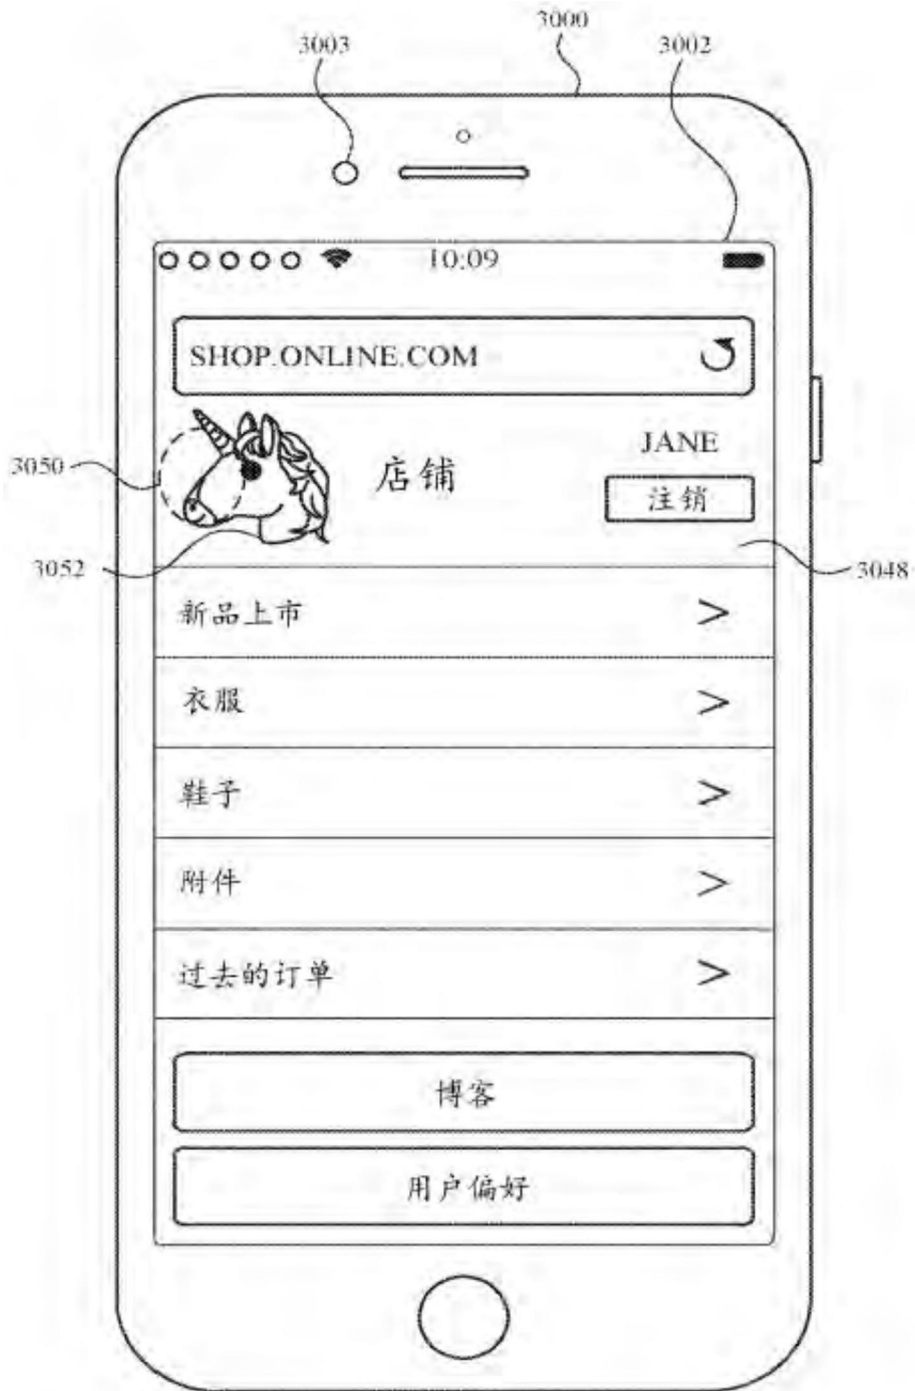 3000
3003
3002
10:09
SHOP.ONLINE.COM
JANE
3050
店铺
注销
3052
3048
新品上市
>
衣服
>
鞋子
>
附件
>
过去的订单
>
博客
用户偏好